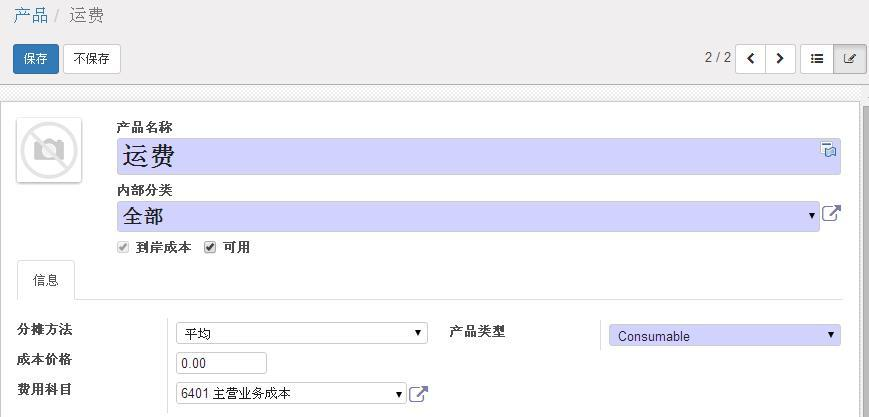 产品 / 运费
保存 不保存 2 / 2
产品名称
运费
内部分类
全部
到岸成本 可用
信息
分摊方法 平均 产品类型 Consumable
成本价格 0.00
费用科目 6401 主营业务成本